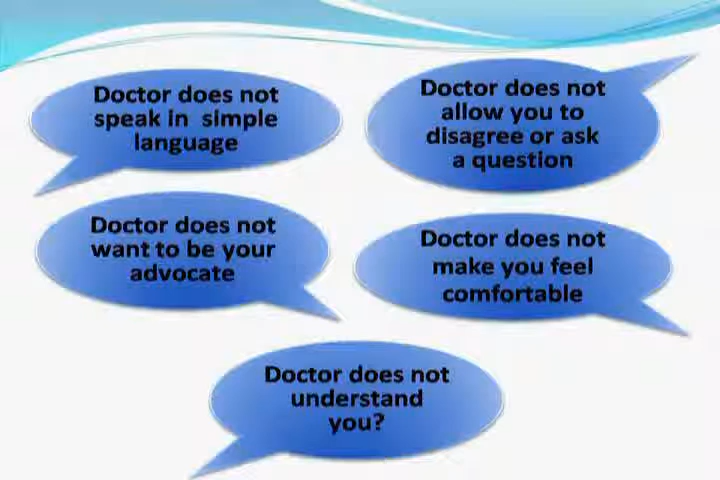 Doctor does not
speak in simple
language
Doctor does not
allow you to
disagree or ask
a question
Doctor does not
want to be your
advocate
Doctor does not
make you feel
comfortable
Doctor does not
understand
you?